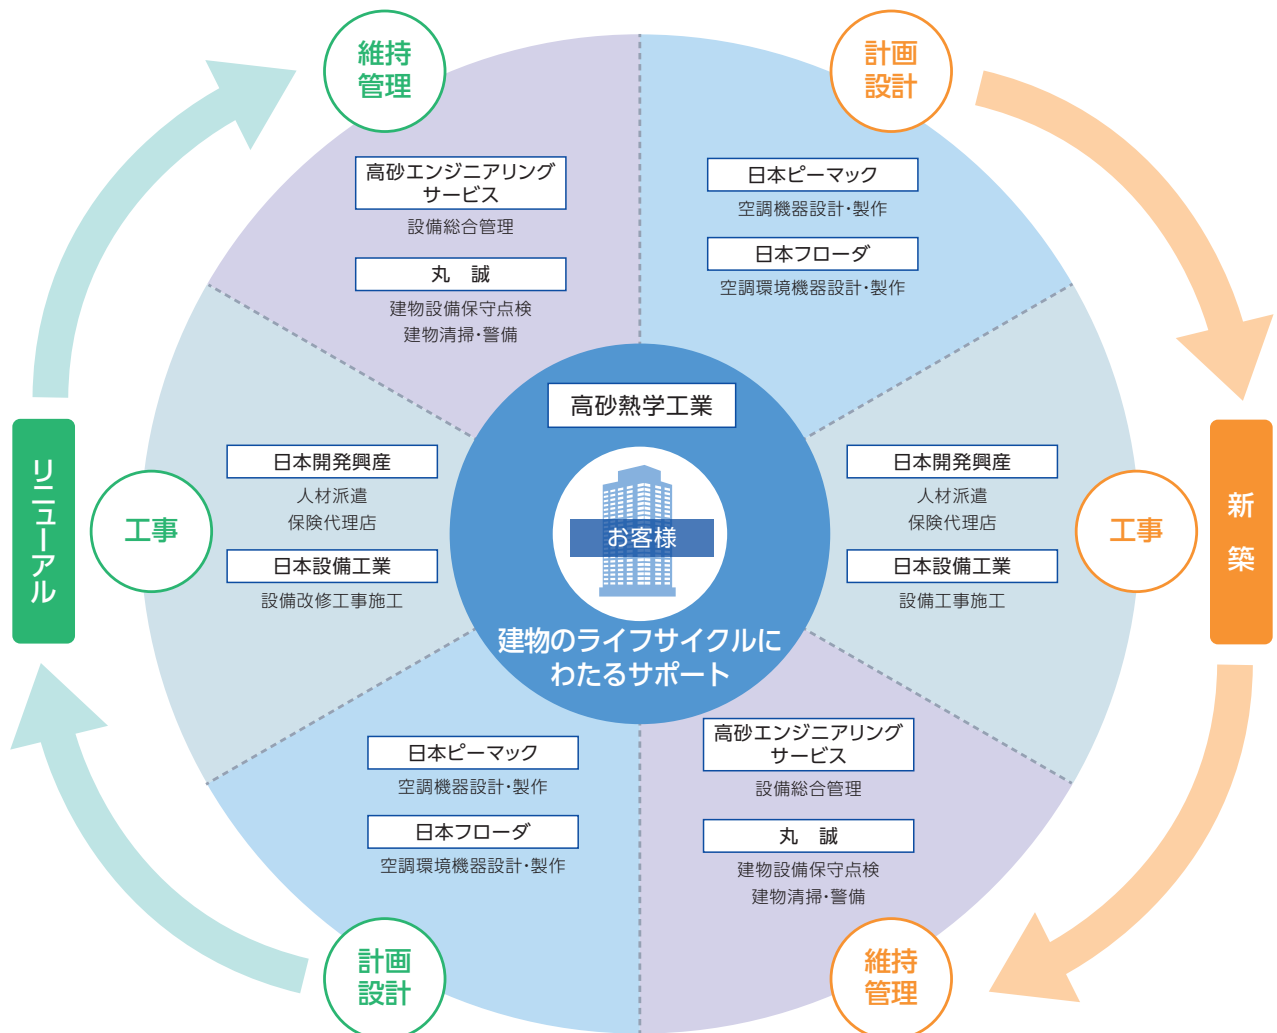 維持
管理
計画
設計
高砂エンジニアリング
サービス
設備総合管理
丸　誠
建物設備保守点検
建物清掃・警備
日本ピーマック
空調機器設計・製作
日本フローダ
空調環境機器設計・製作
高砂熱学工業
お客様
建物のライフサイクルに
わたるサポート
リニューアル
工事
日本開発興産
人材派遣
保険代理店
日本設備工業
設備改修工事施工
日本開発興産
人材派遣
保険代理店
日本設備工業
設備工事施工
工事
新築
日本ピーマック
空調機器設計・製作
日本フローダ
空調環境機器設計・製作
高砂エンジニアリング
サービス
設備総合管理
丸　誠
建物設備保守点検
建物清掃・警備
計画
設計
維持
管理